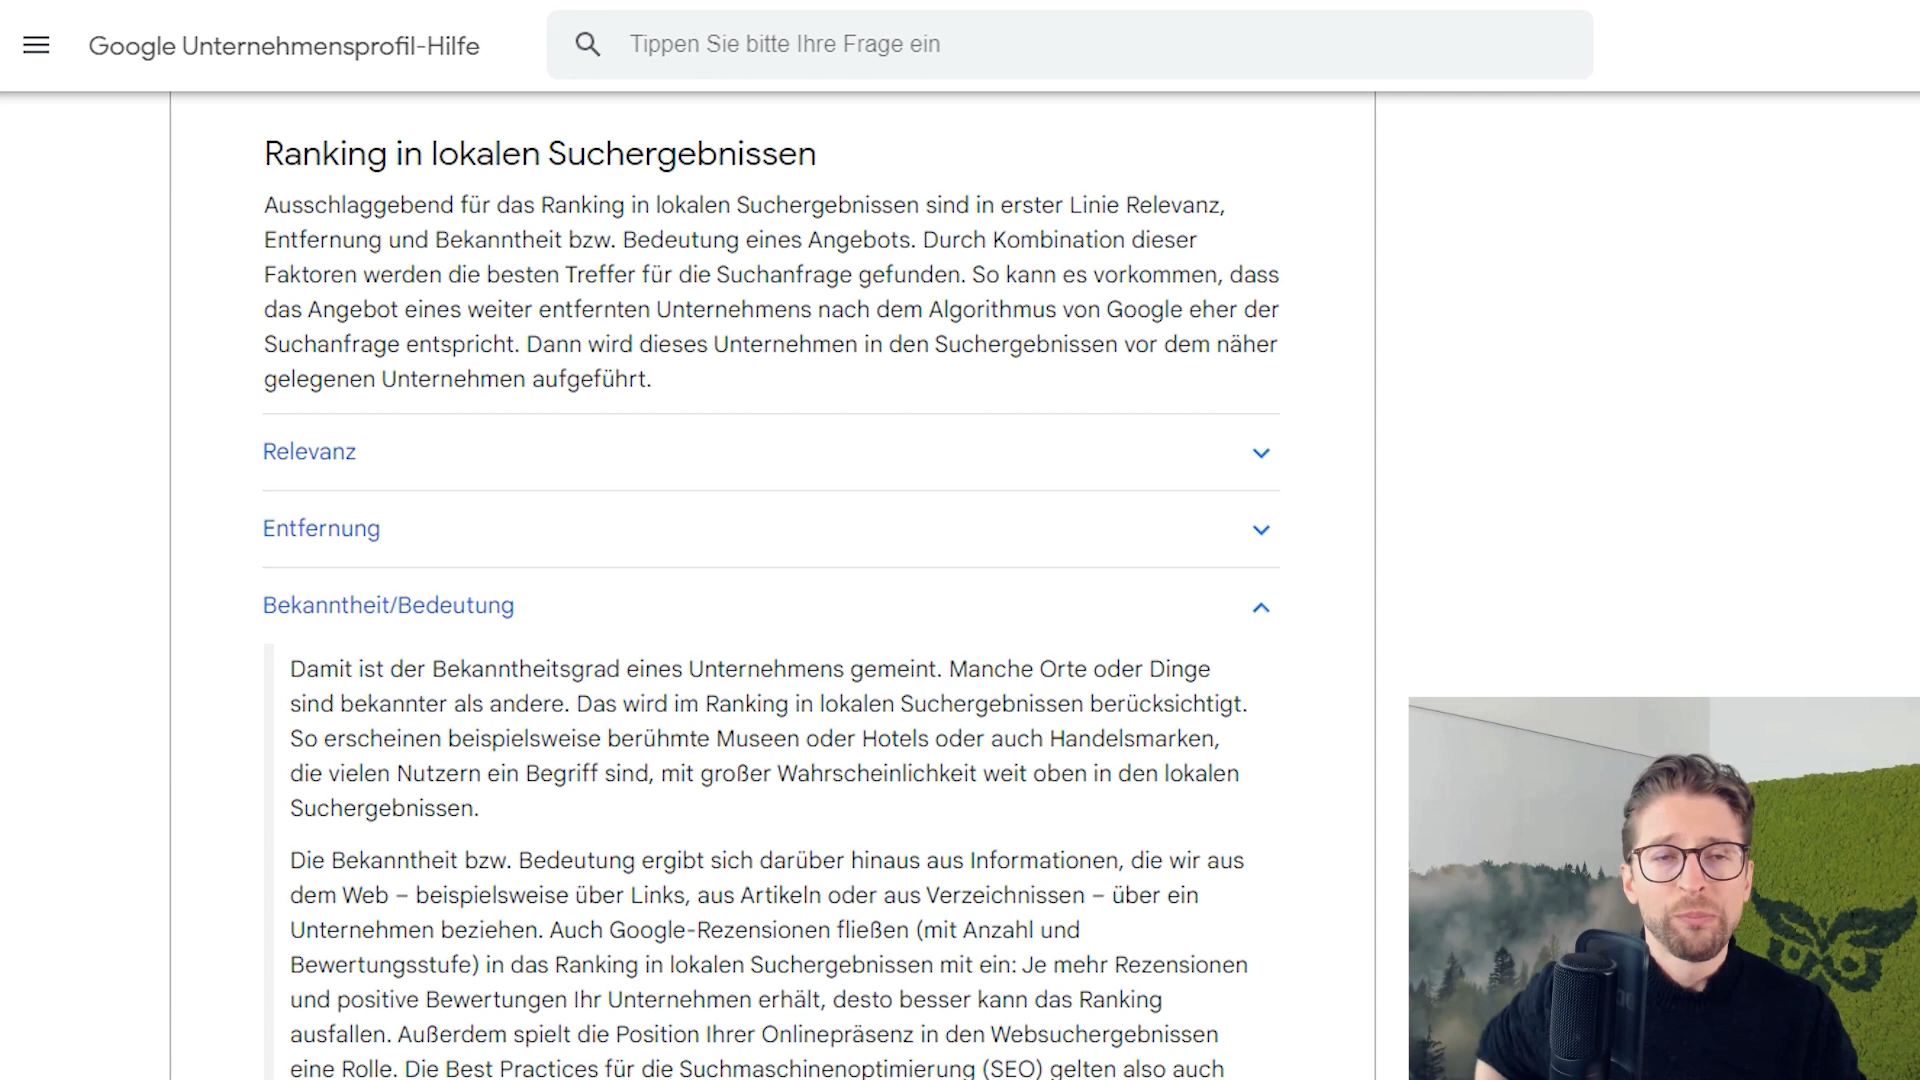 Google Unternehmensprofil-Hilfe
Tippen Sie bitte Ihre Frage ein
Ranking in lokalen Suchergebnissen
Ausschlaggebend für das Ranking in lokalen Suchergebnissen sind in erster Linie Relevanz,
Entfernung und Bekanntheit bzw. Bedeutung eines Angebots. Durch Kombination dieser
Faktoren werden die besten Treffer für die Suchanfrage gefunden. So kann es vorkommen, dass
das Angebot eines weiter entfernten Unternehmens nach dem Algorithmus von Google eher der
Suchanfrage entspricht. Dann wird dieses Unternehmen in den Suchergebnissen vor dem näher
gelegenen Unternehmen aufgeführt.
Relevanz
Entfernung
Bekanntheit/Bedeutung
Damit ist der Bekanntheitsgrad eines Unternehmens gemeint. Manche Orte oder Dinge
sind bekannter als andere. Das wird im Ranking in lokalen Suchergebnissen berücksichtigt.
So erscheinen beispielsweise berühmte Museen oder Hotels oder auch Handelsmarken,
die vielen Nutzern ein Begriff sind, mit großer Wahrscheinlichkeit weit oben in den lokalen
Suchergebnissen.
Die Bekanntheit bzw. Bedeutung ergibt sich darüber hinaus aus Informationen, die wir aus
dem Web – beispielsweise über Links, aus Artikeln oder aus Verzeichnissen – über ein
Unternehmen beziehen. Auch Google-Rezensionen fließen (mit Anzahl und
Bewertungsstufe) in das Ranking in lokalen Suchergebnissen mit ein: Je mehr Rezensionen
und positive Bewertungen Ihr Unternehmen erhält, desto besser kann das Ranking
ausfallen. Außerdem spielt die Position Ihrer Onlinepräsenz in den Websuchergebnissen
eine Rolle. Die Best Practices für die Suchmaschinenoptimierung (SEO) gelten also auch